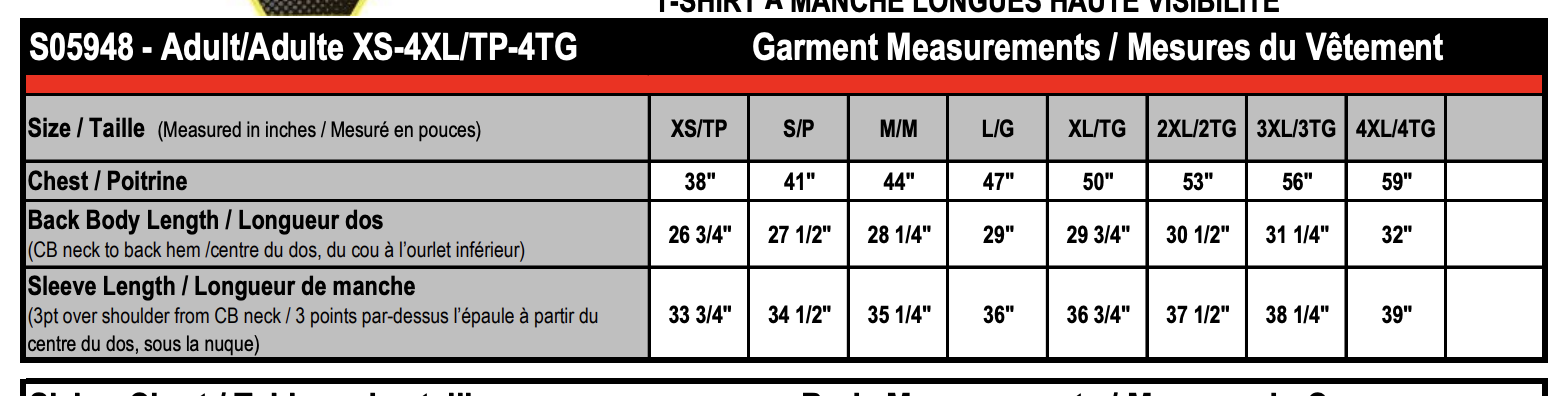 T-SHIRT À MANCHE LONGUES HAUTE VISIBILITÉ
S05948 - Adult/Adulte XS-4XL/TP-4TG Garment Measurements / Mesures du Vêtement
Size / Taille (Measured in inches / Mesuré en pouces) XS/TP S/P M/M L/G XL/TG 2XL/2TG 3XL/3TG 4XL/4TG
Chest / Poitrine 38" 41" 44" 47" 50" 53" 56" 59"
Back Body Length / Longueur dos
(CB neck to back hem /centre du dos, du cou à l'ourlet inférieur) 26 3/4" 27 1/2" 28 1/4" 29" 29 3/4" 30 1/2" 31 1/4" 32"
Sleeve Length / Longueur de manche
(3pt over shoulder from CB neck / 3 points par-dessus l'épaule à partir du 33 3/4" 34 1/2" 35 1/4" 36" 36 3/4" 37 1/2" 38 1/4" 39"
centre du dos, sous la nuque)